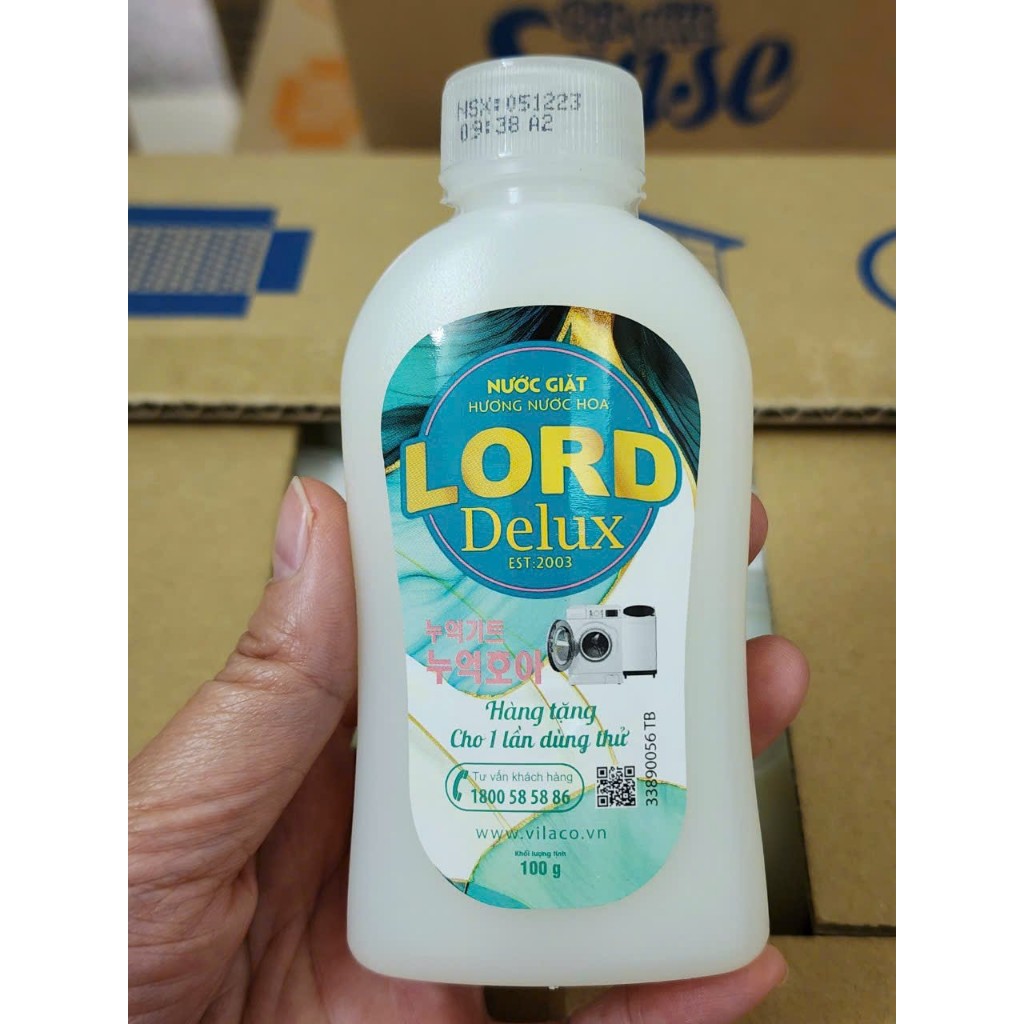 Sense
NSX:051223
09:38 A2
NƯỚC GIẶT
HƯƠNG NƯỚC HOA
LORD
Delux
EST:2003
누억기트
누억호아
Hàng tặng
Cho 1 lần dùng thử
Tư vấn khách hàng
1800 58 58 86
33890056 TB
www.vilaco.vn
Khối lượng tịnh
100 g